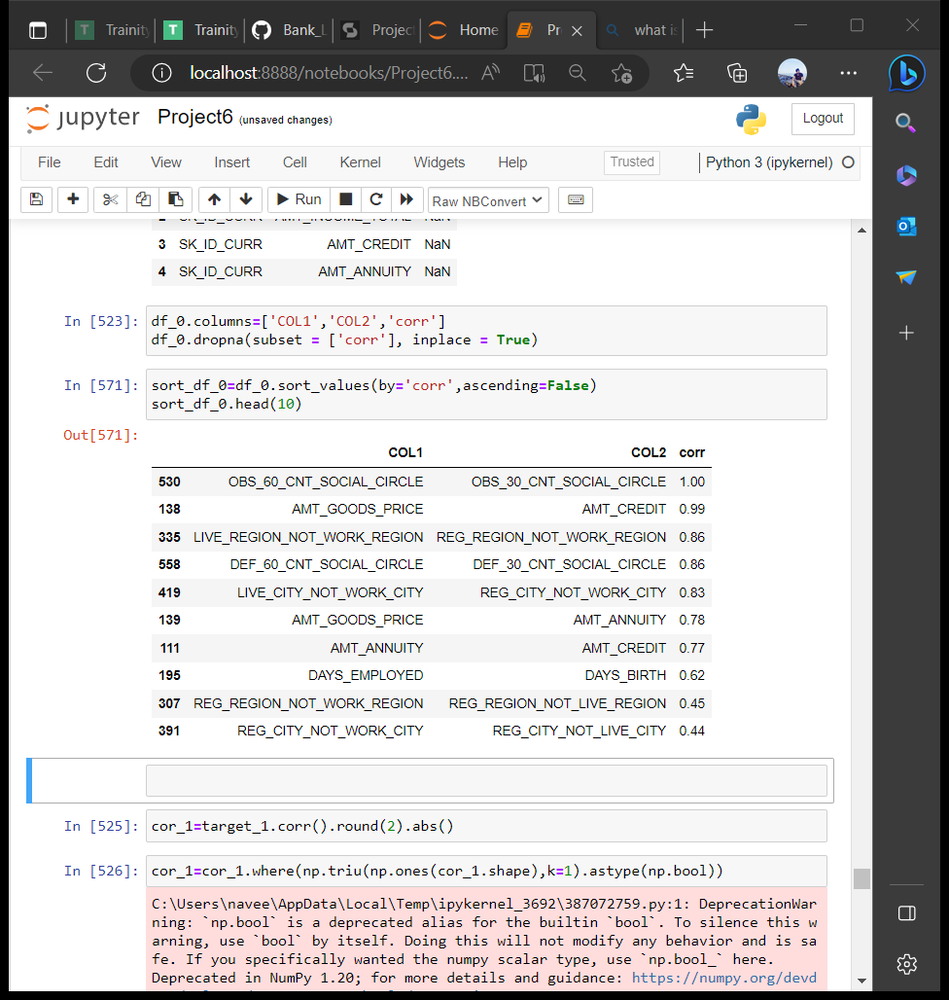 Trainity
Trainity
Bank_L
Project
Home
Pr
what is
localhost:8888/notebooks/Project6....
jupyter Project6 (unsaved changes)
Logout
File Edit View Insert Cell Kernel Widgets Help Trusted Python 3 (ipykernel)
Run Raw NBConvert
2 SK_ID_CURR AMT_INCOME_TOTAL NaN
3 SK_ID_CURR AMT_CREDIT NaN
4 SK_ID_CURR AMT_ANNUITY NaN
In [523]: df_0.columns=['COL1','COL2','corr']
df_0.dropna(subset = ['corr'], inplace = True)
In [571]: sort_df_0=df_0.sort_values(by='corr',ascending=False)
sort_df_0.head(10)
Out[571]:
COL1 COL2 corr
530 OBS_60_CNT_SOCIAL_CIRCLE OBS_30_CNT_SOCIAL_CIRCLE 1.00
138 AMT_GOODS_PRICE AMT_CREDIT 0.99
335 LIVE_REGION_NOT_WORK_REGION REG_REGION_NOT_WORK_REGION 0.86
558 DEF_60_CNT_SOCIAL_CIRCLE DEF_30_CNT_SOCIAL_CIRCLE 0.86
419 LIVE_CITY_NOT_WORK_CITY REG_CITY_NOT_WORK_CITY 0.83
139 AMT_GOODS_PRICE AMT_ANNUITY 0.78
111 AMT_ANNUITY AMT_CREDIT 0.77
195 DAYS_EMPLOYED DAYS_BIRTH 0.62
307 REG_REGION_NOT_WORK_REGION REG_REGION_NOT_LIVE_REGION 0.45
391 REG_CITY_NOT_WORK_CITY REG_CITY_NOT_LIVE_CITY 0.44
In [525]: cor_1=target_1.corr().round(2).abs()
In [526]: cor_1=cor_1.where(np.triu(np.ones(cor_1.shape),k=1).astype(np.bool))
C:\Users\navee\AppData\Local\Temp\ipykernel_3692\387072759.py:1: DeprecationWar
ning: `np.bool` is a deprecated alias for the builtin `bool`. To silence this w
arning, use `bool` by itself. Doing this will not modify any behavior and is sa
fe. If you specifically wanted the numpy scalar type, use `np.bool_` here.
Deprecated in NumPy 1.20; for more details and guidance: https://numpy.org/devd